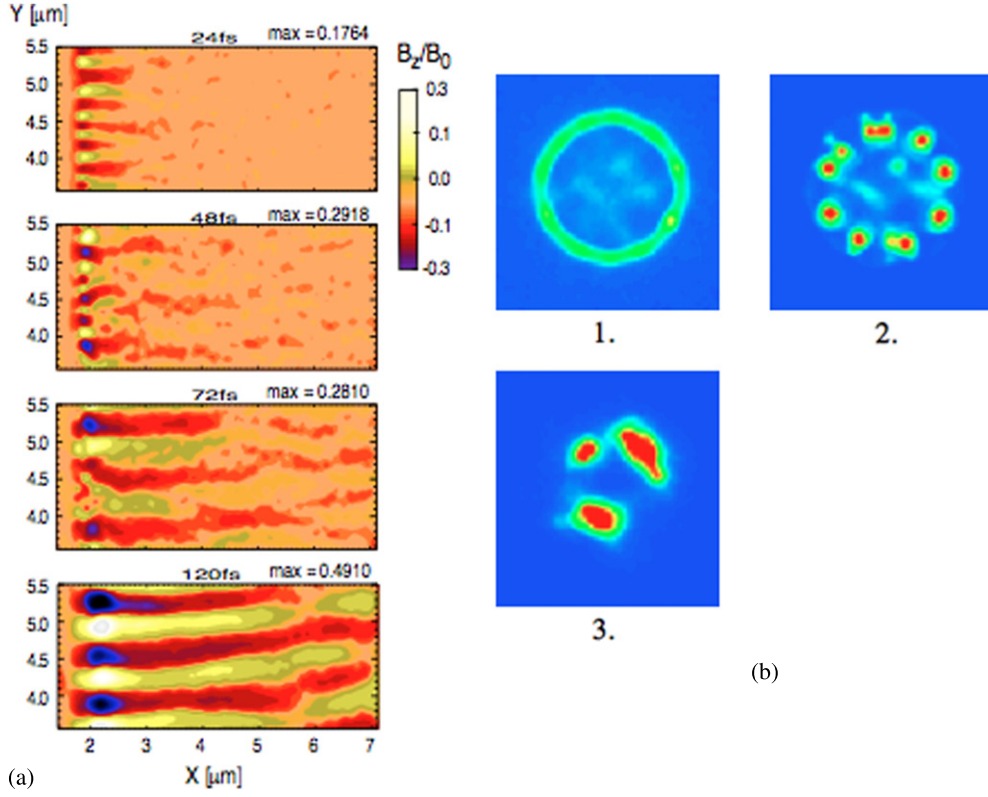 Y [μm]
24fs max = 0.1764
5.5
5.0
4.5
4.0
B_z/B_0
0.3
0.1
0.0
-0.1
-0.3
48fs max = 0.2918
5.5
5.0
4.5
4.0
72fs max = 0.2810
5.5
5.0
4.5
4.0
120fs max = 0.4910
5.5
5.0
4.5
4.0
2 3 4 5 6 7
X [μm]
(a)
1.
2.
3.
(b)